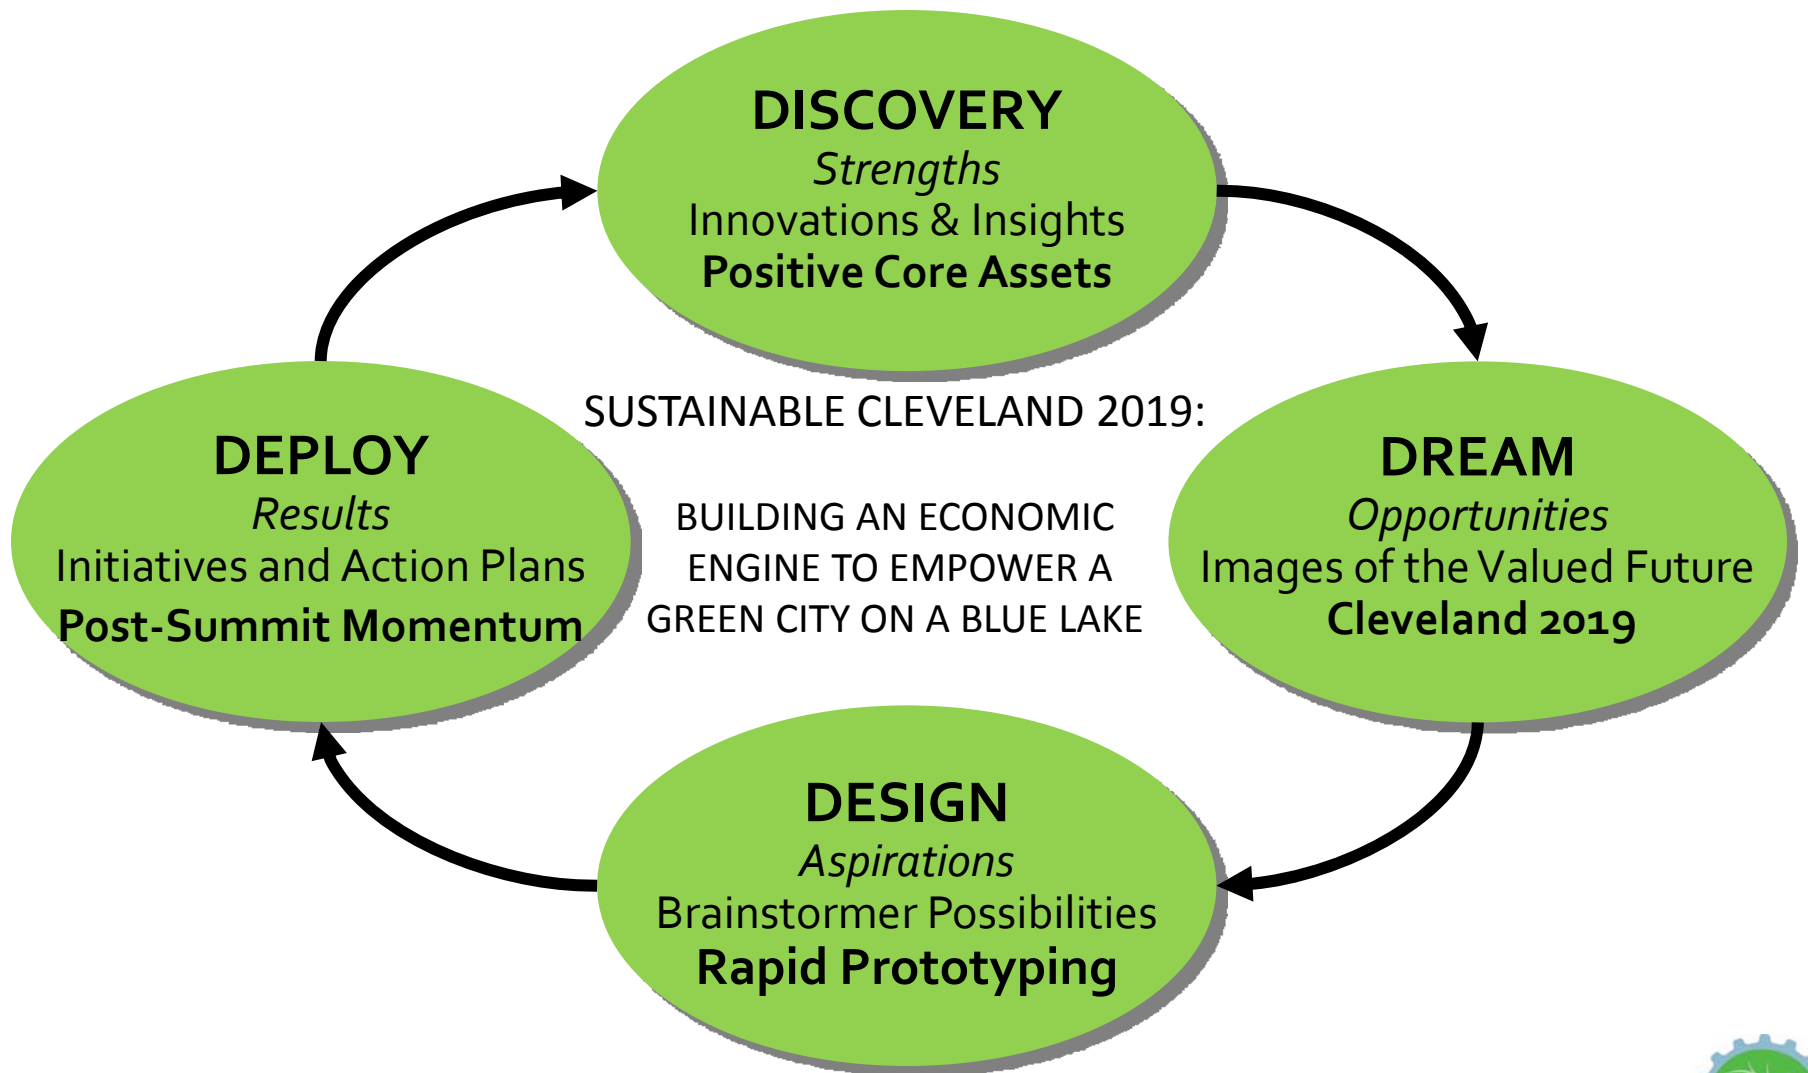 DISCOVERY
Strengths
Innovations & Insights
Positive Core Assets
SUSTAINABLE CLEVELAND 2019:
BUILDING AN ECONOMIC
ENGINE TO EMPOWER A
GREEN CITY ON A BLUE LAKE
DREAM
Opportunities
Images of the Valued Future
Cleveland 2019
DESIGN
Aspirations
Brainstormer Possibilities
Rapid Prototyping
DEPLOY
Results
Initiatives and Action Plans
Post-Summit Momentum